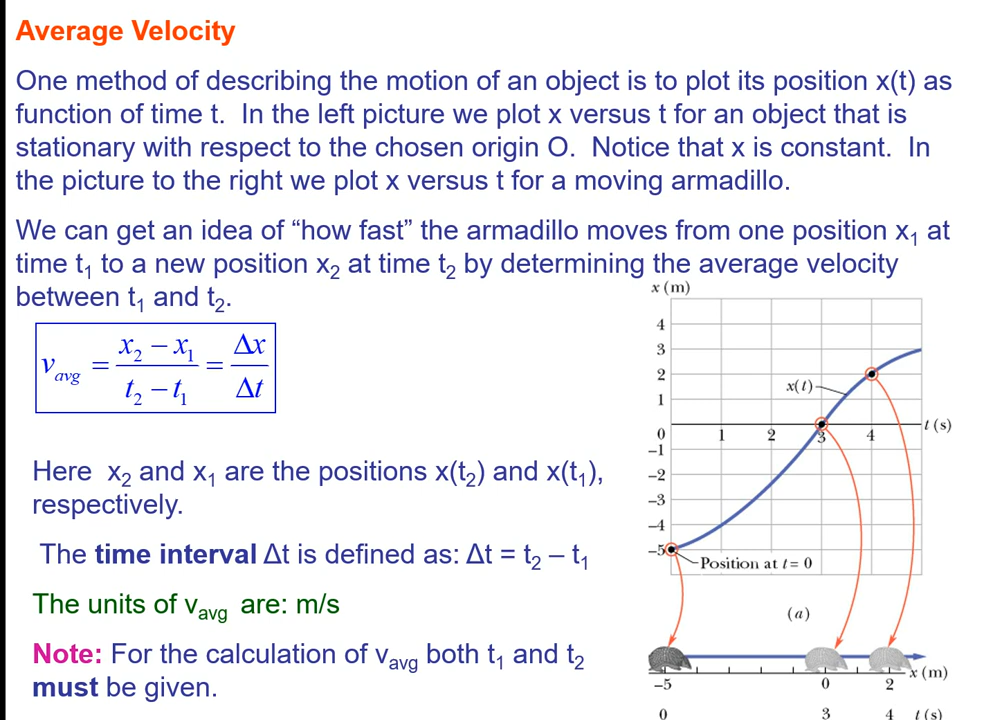 Average Velocity
One method of describing the motion of an object is to plot its position x(t) as
function of time t. In the left picture we plot x versus t for an object that is
stationary with respect to the chosen origin O. Notice that x is constant. In
the picture to the right we plot x versus t for a moving armadillo.
We can get an idea of “how fast” the armadillo moves from one position x₁ at
time t₁ to a new position x₂ at time t₂ by determining the average velocity
between t₁ and t₂.
v_avg = (x₂ − x₁)/(t₂ − t₁) = Δx/Δt
Here x₂ and x₁ are the positions x(t₂) and x(t₁),
respectively.
The time interval Δt is defined as: Δt = t₂ – t₁
The units of v_avg are: m/s
Note: For the calculation of v_avg both t₁ and t₂
must be given.
x (m)
4
3
2
1
0
−1
−2
−3
−4
−5
x(t)
1 2 3 4
t (s)
Position at t = 0
(a)
x (m)
−5 0 2
0 3 4 t (s)